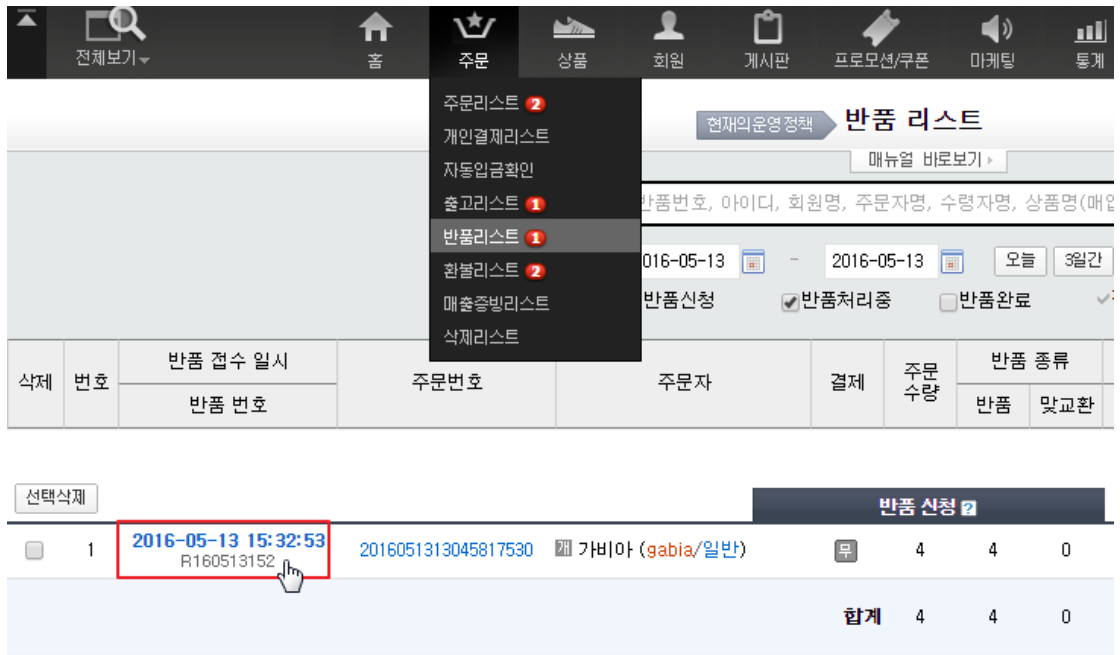 전체보기
홈
주문
상품
회원
게시판
프로모션/쿠폰
마케팅
통계
주문리스트 2
개인결제리스트
자동입금확인
출고리스트 1
반품리스트 1
환불리스트 2
매출증빙리스트
삭제리스트
현재의운영정책
반품 리스트
매뉴얼 바로보기
반품번호, 아이디, 회원명, 주문자명, 수령자명, 상품명(매입
016-05-13 - 2016-05-13 오늘 3일간
반품신청 반품처리중 반품완료
삭제 번호 반품 접수 일시 주문번호 주문자 결제 주문 수량 반품 종류
반품 번호 반품 맞교환
선택삭제
반품 신청 ?
1 2016-05-13 15:32:53 2016051313045817530 개 가비아 (gabia/일반) 무 4 4 0
R160513152
합계 4 4 0